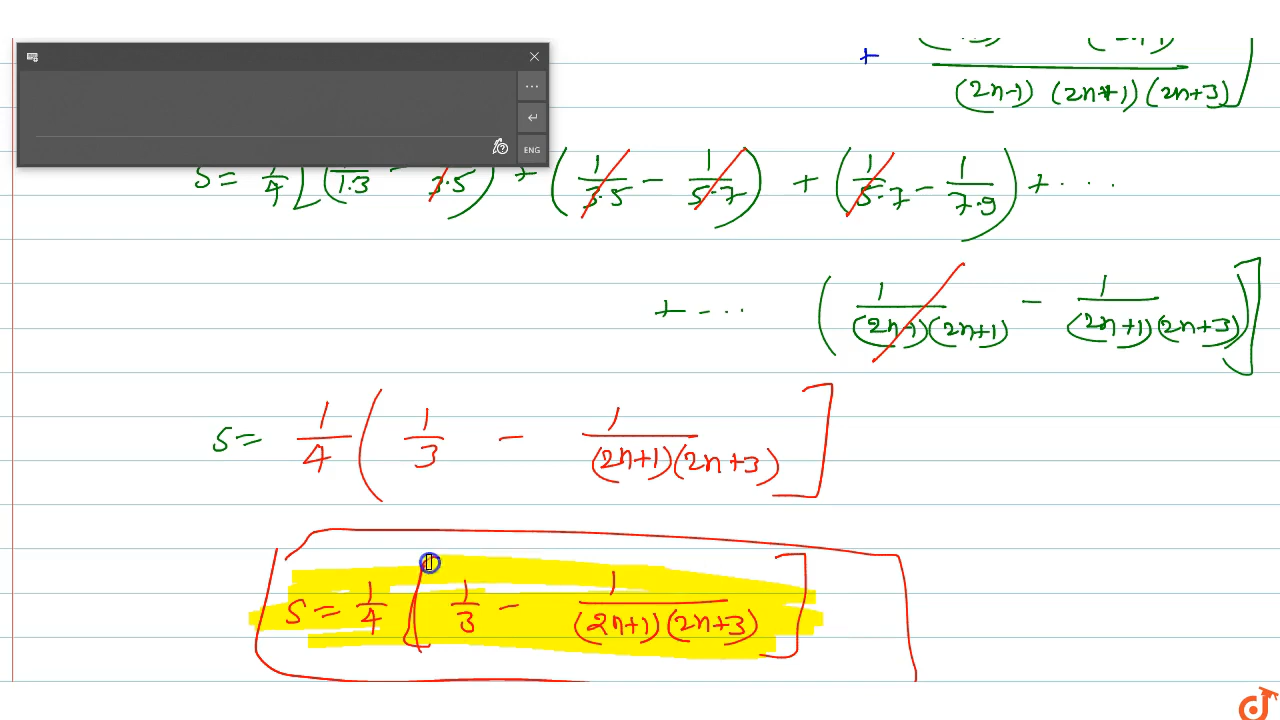 + (2n-1) (2n+1)(2n+3) ]
ENG
S = 1/4 [ (1/1.3 - 1/3.5) + (1/3.5 - 1/5.7) + (1/5.7 - 1/7.9) + ....
+ - .. (1/(2n-1)(2n+1) - 1/(2n+1)(2n+3)) ]
S = 1/4 ( 1/3 - 1/(2n+1)(2n+3) ]
S = 1/4 [ 1/3 - 1/(2n+1)(2n+3) ]